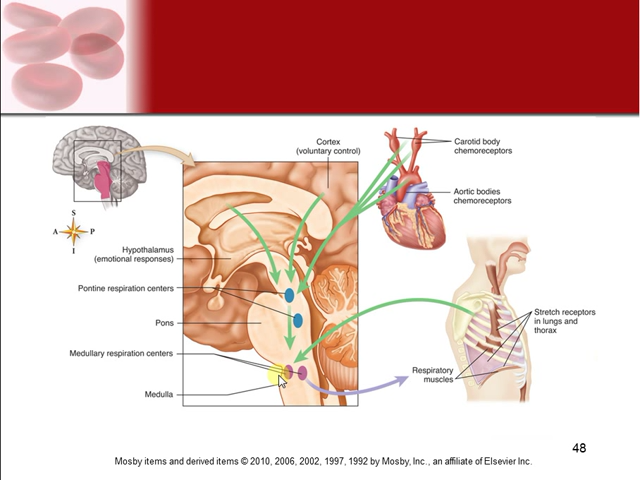 Cortex
(voluntary control)
Carotid body
chemoreceptors
Aortic bodies
chemoreceptors
S
A
P
I
Hypothalamus
(emotional responses)
Pontine respiration centers
Pons
Medullary respiration centers
Medulla
Stretch receptors
in lungs and
thorax
Respiratory
muscles
48
Mosby items and derived items © 2010, 2006, 2002, 1997, 1992 by Mosby, Inc., an affiliate of Elsevier Inc.